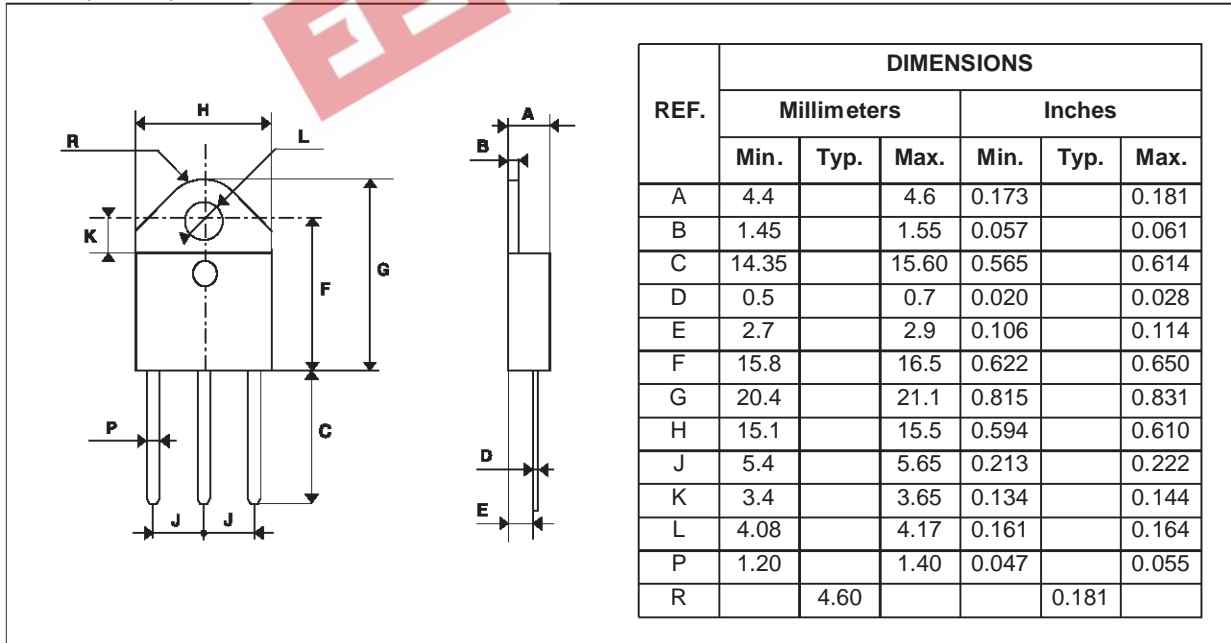 H
A
R
L
B
K
G
F
P
C
D
E
J J
DIMENSIONS
REF. Millimeters Inches
Min. Typ. Max. Min. Typ. Max.
A 4.4 4.6 0.173 0.181
B 1.45 1.55 0.057 0.061
C 14.35 15.60 0.565 0.614
D 0.5 0.7 0.020 0.028
E 2.7 2.9 0.106 0.114
F 15.8 16.5 0.622 0.650
G 20.4 21.1 0.815 0.831
H 15.1 15.5 0.594 0.610
J 5.4 5.65 0.213 0.222
K 3.4 3.65 0.134 0.144
L 4.08 4.17 0.161 0.164
P 1.20 1.40 0.047 0.055
R 4.60 0.181